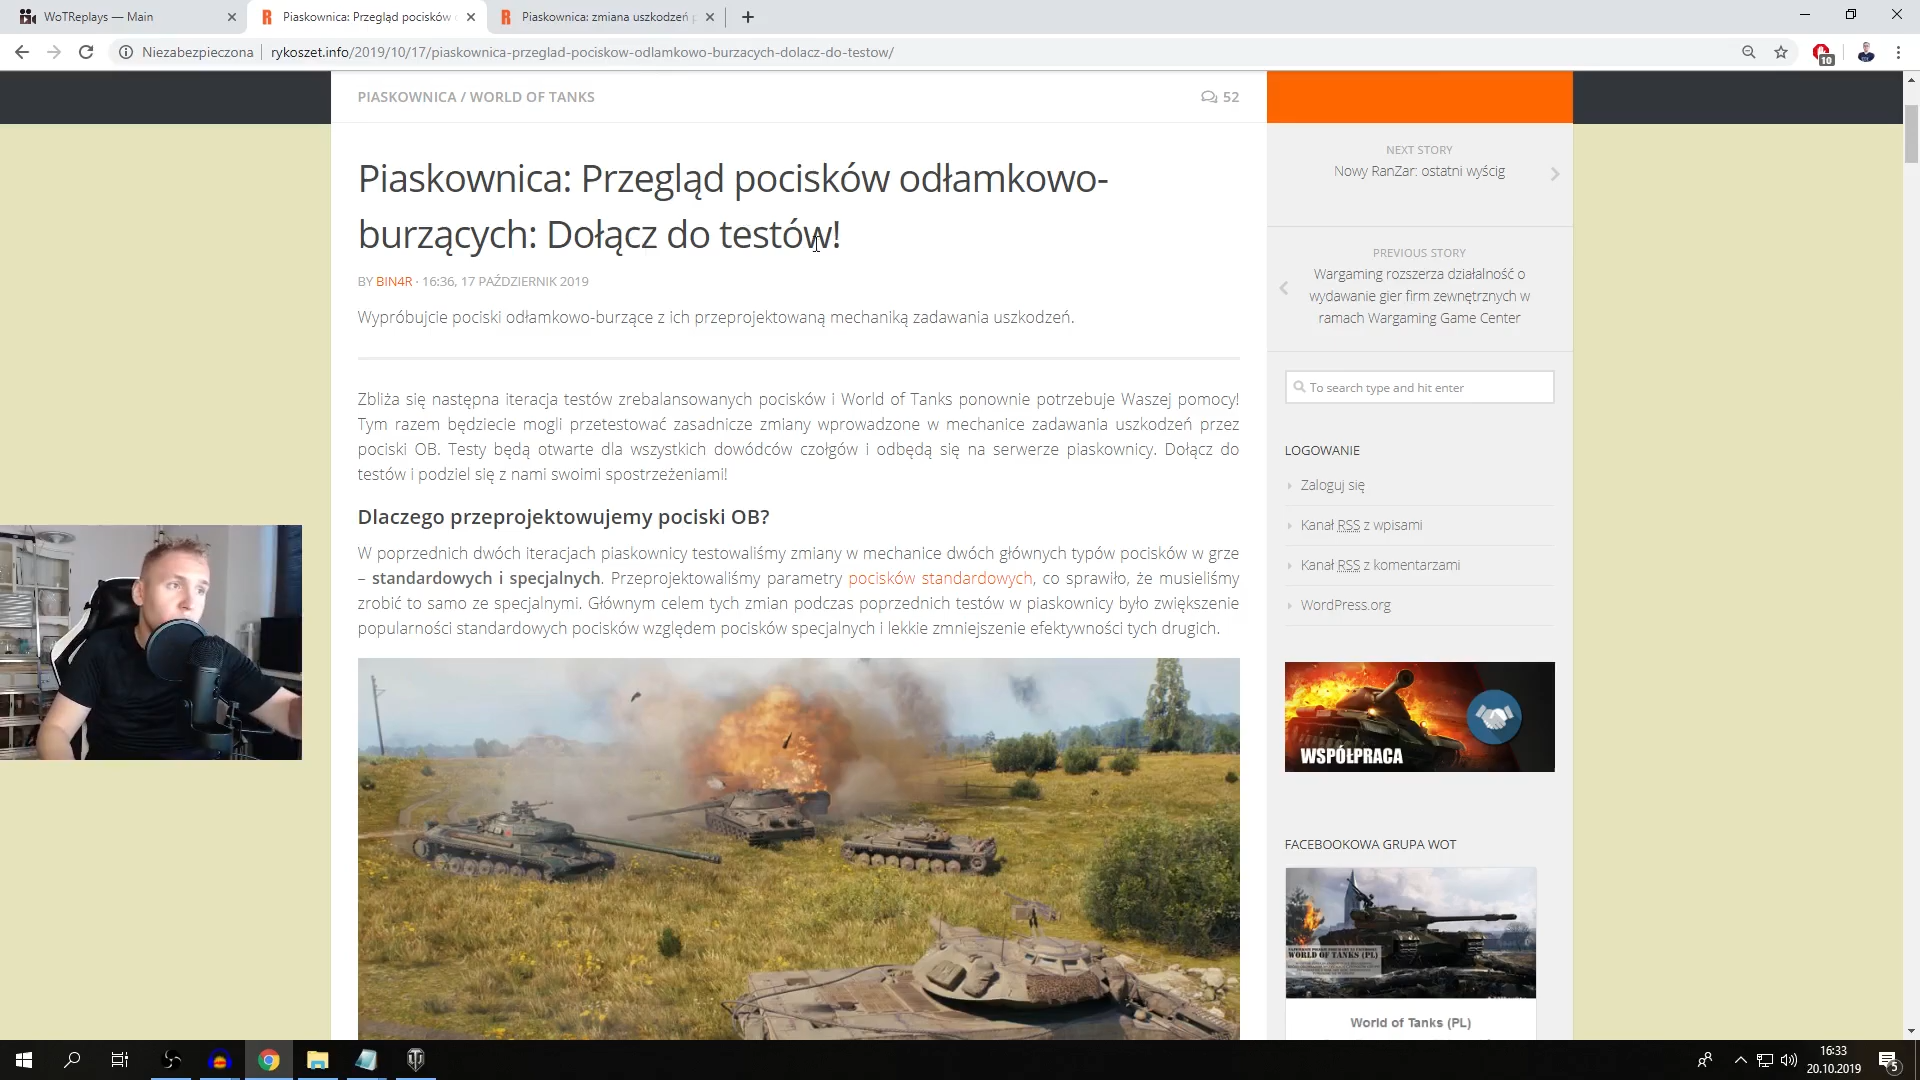 WoTReplays — Main
Piaskownica: Przegląd pocisków
Piaskownica: zmiana uszkodzeń
Niezabezpieczona
rykoszet.info/2019/10/17/piaskownica-przeglad-pociskow-odlamkowo-burzacych-dolacz-do-testow/
10
PIASKOWNICA / WORLD OF TANKS
52
Piaskownica: Przegląd pocisków odłamkowo-
burzących: Dołącz do testów!
BY BIN4R · 16:36, 17 PAŹDZIERNIK 2019
Wypróbujcie pociski odłamkowo-burzące z ich przeprojektowaną mechaniką zadawania uszkodzeń.
Zbliża się następna iteracja testów zrebalansowanych pocisków i World of Tanks ponownie potrzebuje Waszej pomocy!
Tym razem będziecie mogli przetestować zasadnicze zmiany wprowadzone w mechanice zadawania uszkodzeń przez
pociski OB. Testy będą otwarte dla wszystkich dowódców czołgów i odbędą się na serwerze piaskownicy. Dołącz do
testów i podziel się z nami swoimi spostrzeżeniami!
Dlaczego przeprojektowujemy pociski OB?
W poprzednich dwóch iteracjach piaskownicy testowaliśmy zmiany w mechanice dwóch głównych typów pocisków w grze
– standardowych i specjalnych. Przeprojektowaliśmy parametry pocisków standardowych, co sprawiło, że musieliśmy
zrobić to samo ze specjalnymi. Głównym celem tych zmian podczas poprzednich testów w piaskownicy było zwiększenie
popularności standardowych pocisków względem pocisków specjalnych i lekkie zmniejszenie efektywności tych drugich.
NEXT STORY
Nowy RanZar: ostatni wyścig
PREVIOUS STORY
Wargaming rozszerza działalność o
wydawanie gier firm zewnętrznych w
ramach Wargaming Game Center
To search type and hit enter
LOGOWANIE
Zaloguj się
Kanał RSS z wpisami
Kanał RSS z komentarzami
WordPress.org
WSPÓŁPRACA
FACEBOOKOWA GRUPA WOT
WORLD OF TANKS (PL)
World of Tanks (PL)
16:33
20.10.2019
5